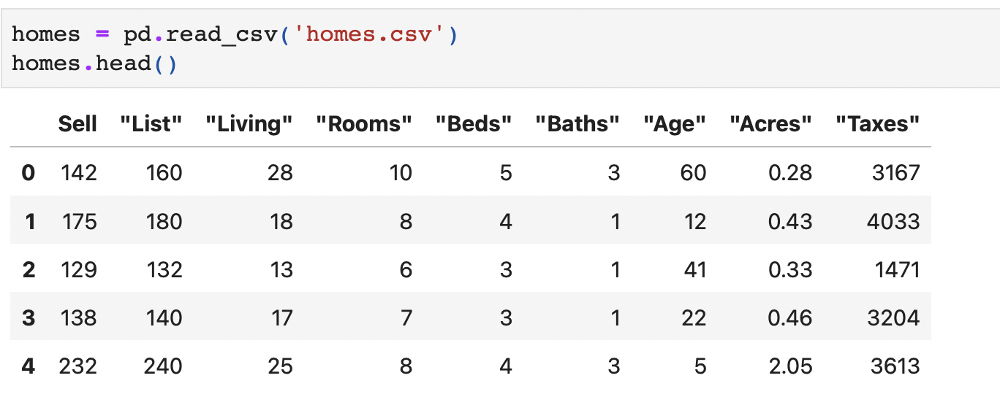 homes = pd.read_csv('homes.csv')
homes.head()
Sell "List" "Living" "Rooms" "Beds" "Baths" "Age" "Acres" "Taxes"
0 142 160 28 10 5 3 60 0.28 3167
1 175 180 18 8 4 1 12 0.43 4033
2 129 132 13 6 3 1 41 0.33 1471
3 138 140 17 7 3 1 22 0.46 3204
4 232 240 25 8 4 3 5 2.05 3613